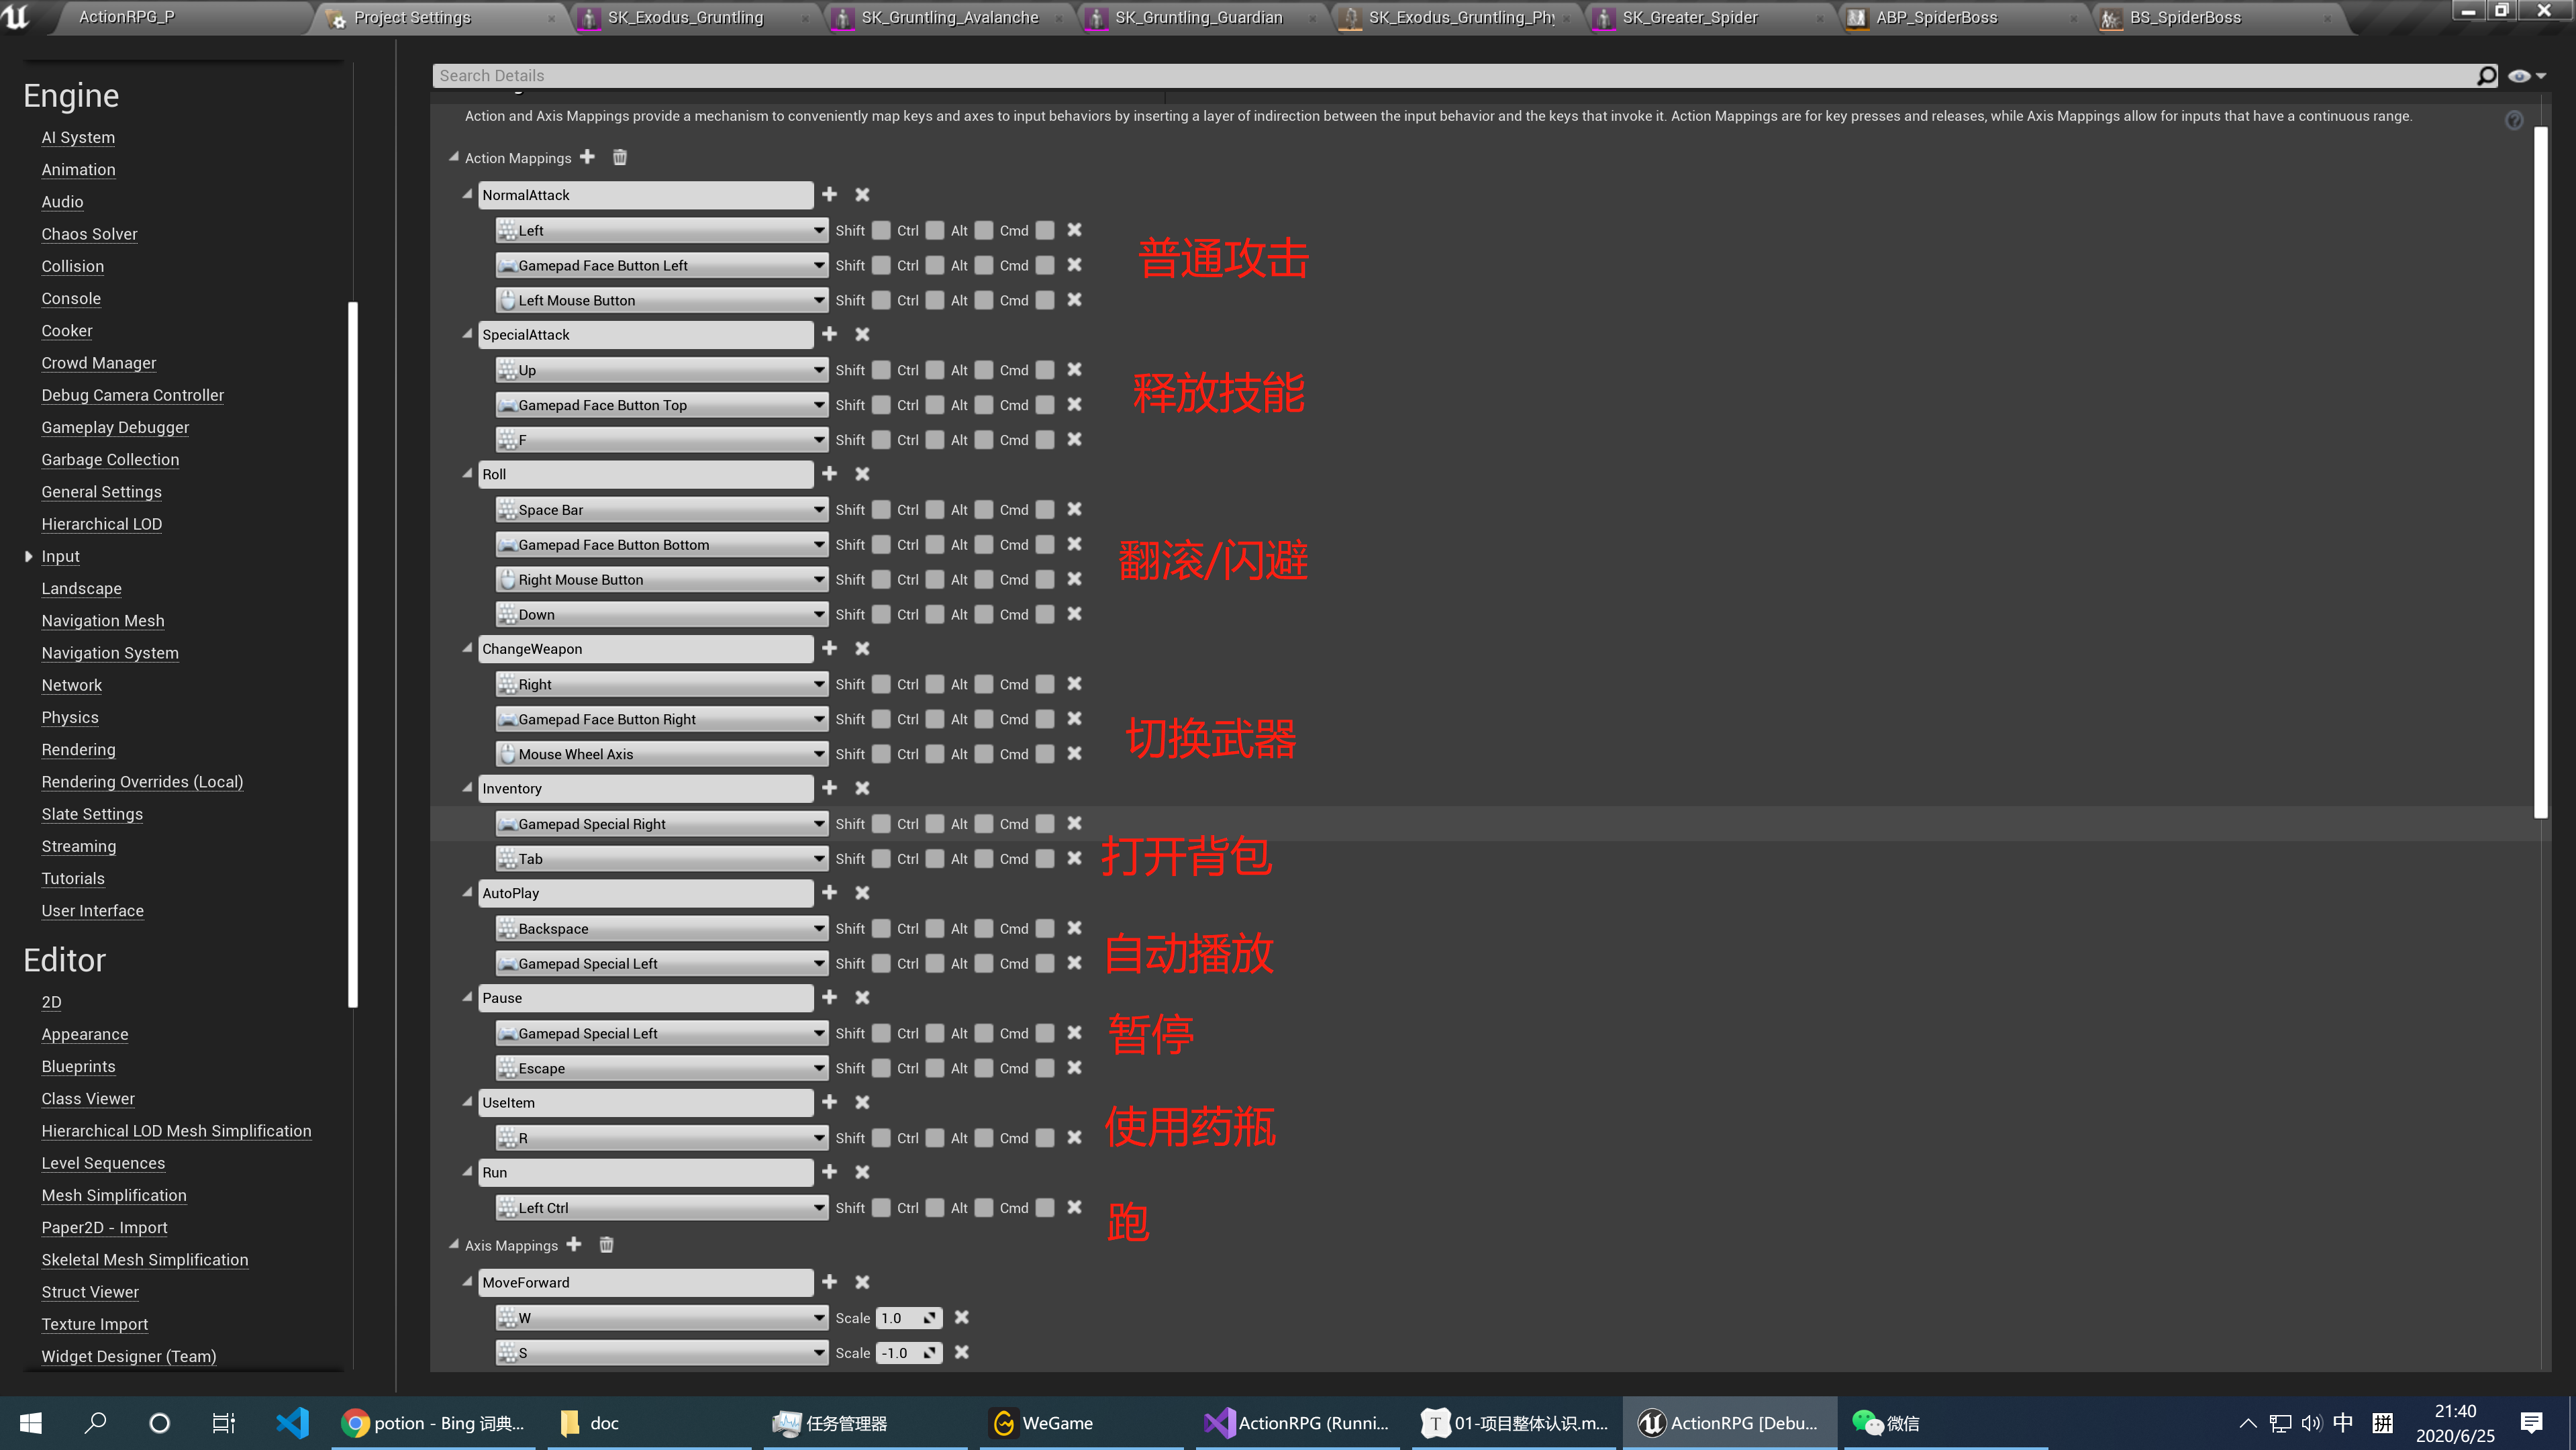 ActionRPG_P
Project Settings
SK_Exodus_Gruntling
SK_Gruntling_Avalanche
SK_Gruntling_Guardian
SK_Exodus_Gruntling_Phy
SK_Greater_Spider
ABP_SpiderBoss
BS_SpiderBoss
Engine
AI System
Animation
Audio
Chaos Solver
Collision
Console
Cooker
Crowd Manager
Debug Camera Controller
Gameplay Debugger
Garbage Collection
General Settings
Hierarchical LOD
Input
Landscape
Navigation Mesh
Navigation System
Network
Physics
Rendering
Rendering Overrides (Local)
Slate Settings
Streaming
Tutorials
User Interface
Editor
2D
Appearance
Blueprints
Class Viewer
Hierarchical LOD Mesh Simplification
Level Sequences
Mesh Simplification
Paper2D - Import
Skeletal Mesh Simplification
Struct Viewer
Texture Import
Widget Designer (Team)
Search Details
Action and Axis Mappings provide a mechanism to conveniently map keys and axes to input behaviors by inserting a layer of indirection between the input behavior and the keys that invoke it. Action Mappings are for key presses and releases, while Axis Mappings allow for inputs that have a continuous range.
Action Mappings
NormalAttack
Left Shift Ctrl Alt Cmd
Gamepad Face Button Left Shift Ctrl Alt Cmd
普通攻击
Left Mouse Button Shift Ctrl Alt Cmd
SpecialAttack
Up Shift Ctrl Alt Cmd
Gamepad Face Button Top Shift Ctrl Alt Cmd
释放技能
F Shift Ctrl Alt Cmd
Roll
Space Bar Shift Ctrl Alt Cmd
Gamepad Face Button Bottom Shift Ctrl Alt Cmd
翻滚/闪避
Right Mouse Button Shift Ctrl Alt Cmd
Down Shift Ctrl Alt Cmd
ChangeWeapon
Right Shift Ctrl Alt Cmd
Gamepad Face Button Right Shift Ctrl Alt Cmd
切换武器
Mouse Wheel Axis Shift Ctrl Alt Cmd
Inventory
Gamepad Special Right Shift Ctrl Alt Cmd
Tab Shift Ctrl Alt Cmd
打开背包
AutoPlay
Backspace Shift Ctrl Alt Cmd
自动播放
Gamepad Special Left Shift Ctrl Alt Cmd
Pause
Gamepad Special Left Shift Ctrl Alt Cmd
暂停
Escape Shift Ctrl Alt Cmd
UseItem
使用药瓶
R Shift Ctrl Alt Cmd
Run
Left Ctrl Shift Ctrl Alt Cmd
跑
Axis Mappings
MoveForward
W Scale 1.0
S Scale -1.0
potion - Bing 词典...
doc
任务管理器
WeGame
ActionRPG (Runni...
01-项目整体认识.m...
ActionRPG [Debu...
微信
中
拼
21:40
2020/6/25